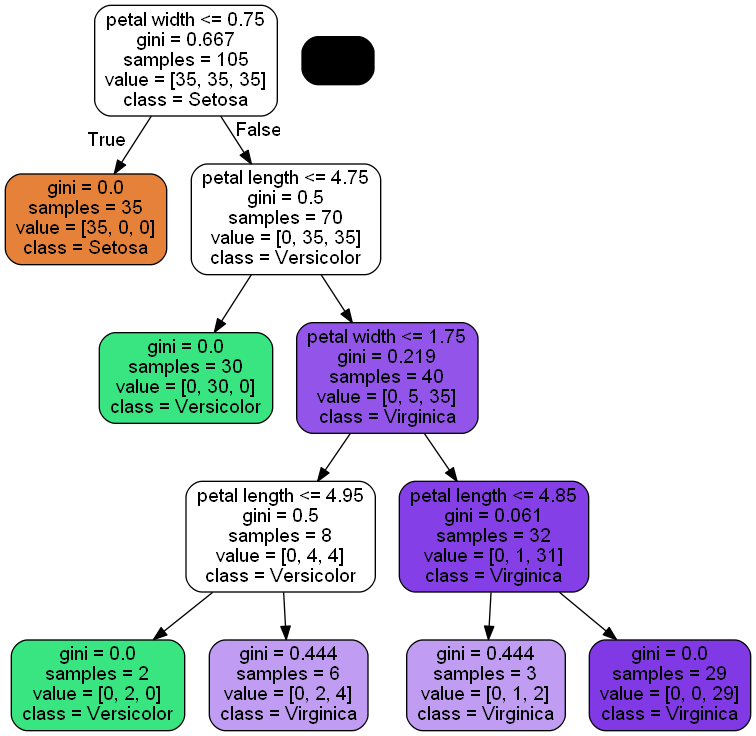 petal width <= 0.75
gini = 0.667
samples = 105
value = [35, 35, 35]
class = Setosa
True
False
gini = 0.0
samples = 35
value = [35, 0, 0]
class = Setosa
petal length <= 4.75
gini = 0.5
samples = 70
value = [0, 35, 35]
class = Versicolor
gini = 0.0
samples = 30
value = [0, 30, 0]
class = Versicolor
petal width <= 1.75
gini = 0.219
samples = 40
value = [0, 5, 35]
class = Virginica
petal length <= 4.95
gini = 0.5
samples = 8
value = [0, 4, 4]
class = Versicolor
petal length <= 4.85
gini = 0.061
samples = 32
value = [0, 1, 31]
class = Virginica
gini = 0.0
samples = 2
value = [0, 2, 0]
class = Versicolor
gini = 0.444
samples = 6
value = [0, 2, 4]
class = Virginica
gini = 0.444
samples = 3
value = [0, 1, 2]
class = Virginica
gini = 0.0
samples = 29
value = [0, 0, 29]
class = Virginica